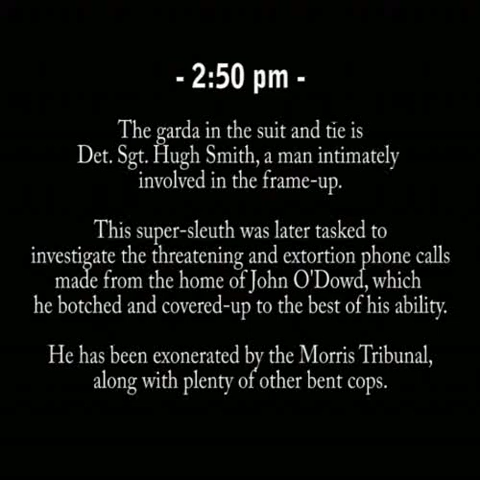 - 2:50 pm -
The garda in the suit and tie is
Det. Sgt. Hugh Smith, a man intimately
involved in the frame-up.
This super-sleuth was later tasked to
investigate the threatening and extortion phone calls
made from the home of John O'Dowd, which
he botched and covered-up to the best of his ability.
He has been exonerated by the Morris Tribunal,
along with plenty of other bent cops.